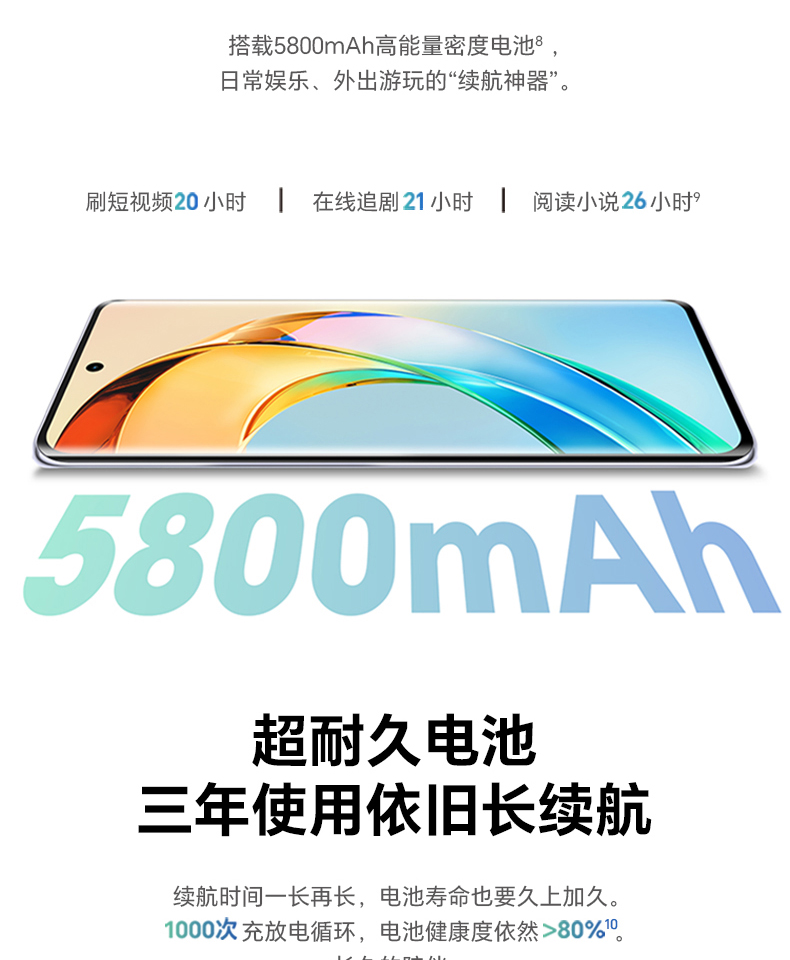 搭载5800mAh高能量密度电池⁸，
日常娱乐、外出游玩的“续航神器”。
刷短视频20小时 | 在线追剧21小时 | 阅读小说26小时⁹
5800mAh
超耐久电池
三年使用依旧长续航
续航时间一长再长，电池寿命也要久上加久。
1000次充放电循环，电池健康度依然>80%¹⁰。